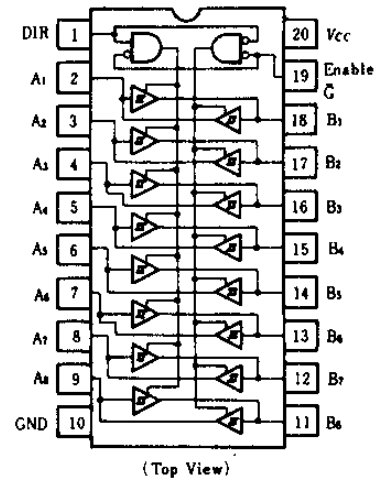 DIR 1 20 Vcc
A1 2 19 Enable G̅
18 B1
A2 3
17 B2
A3 4
16 B3
A4 5
15 B4
A5 6
14 B5
A6 7
13 B6
A7 8
12 B7
A8 9
GND 10 11 B8
(Top View)